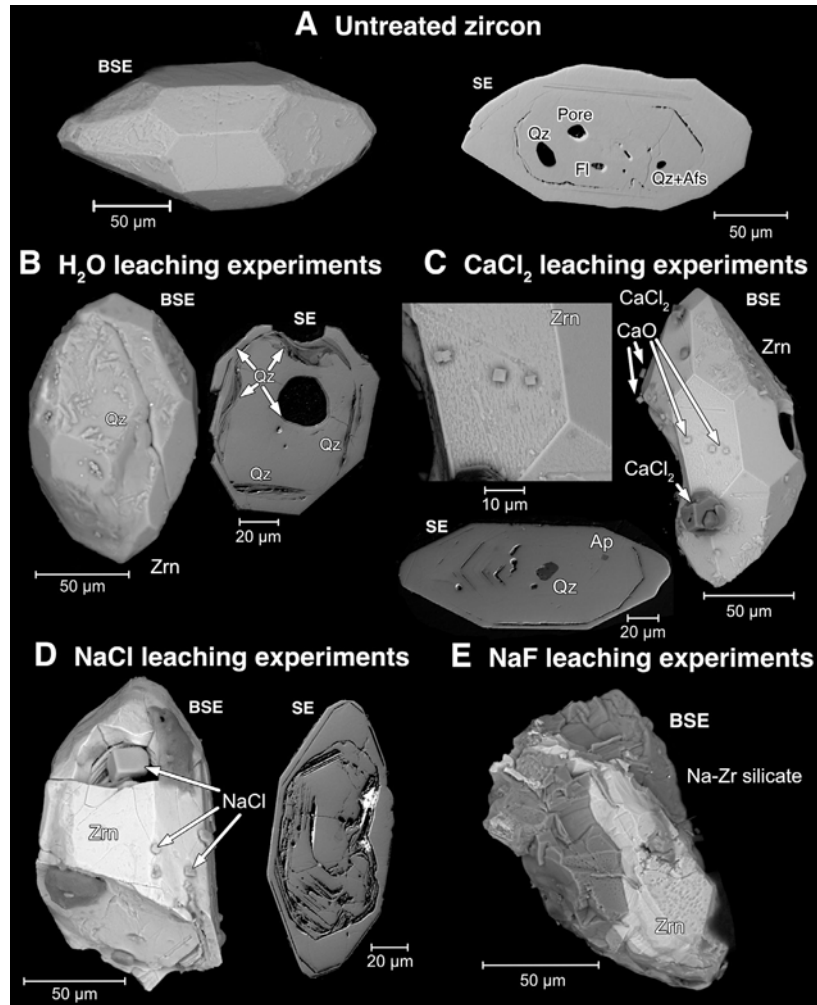 A Untreated zircon
BSE
50 µm
SE
Pore
Qz
Fl
Qz+Afs
50 µm
B H₂O leaching experiments
BSE
Qz
50 µm
Zrn
SE
Qz
Qz
Qz
20 µm
C CaCl₂ leaching experiments
Zrn
10 µm
CaCl₂
BSE
CaO
Zrn
CaCl₂
50 µm
SE
Ap
Qz
20 µm
D NaCl leaching experiments
BSE
NaCl
Zrn
50 µm
SE
20 µm
E NaF leaching experiments
BSE
Na-Zr silicate
Zrn
50 µm